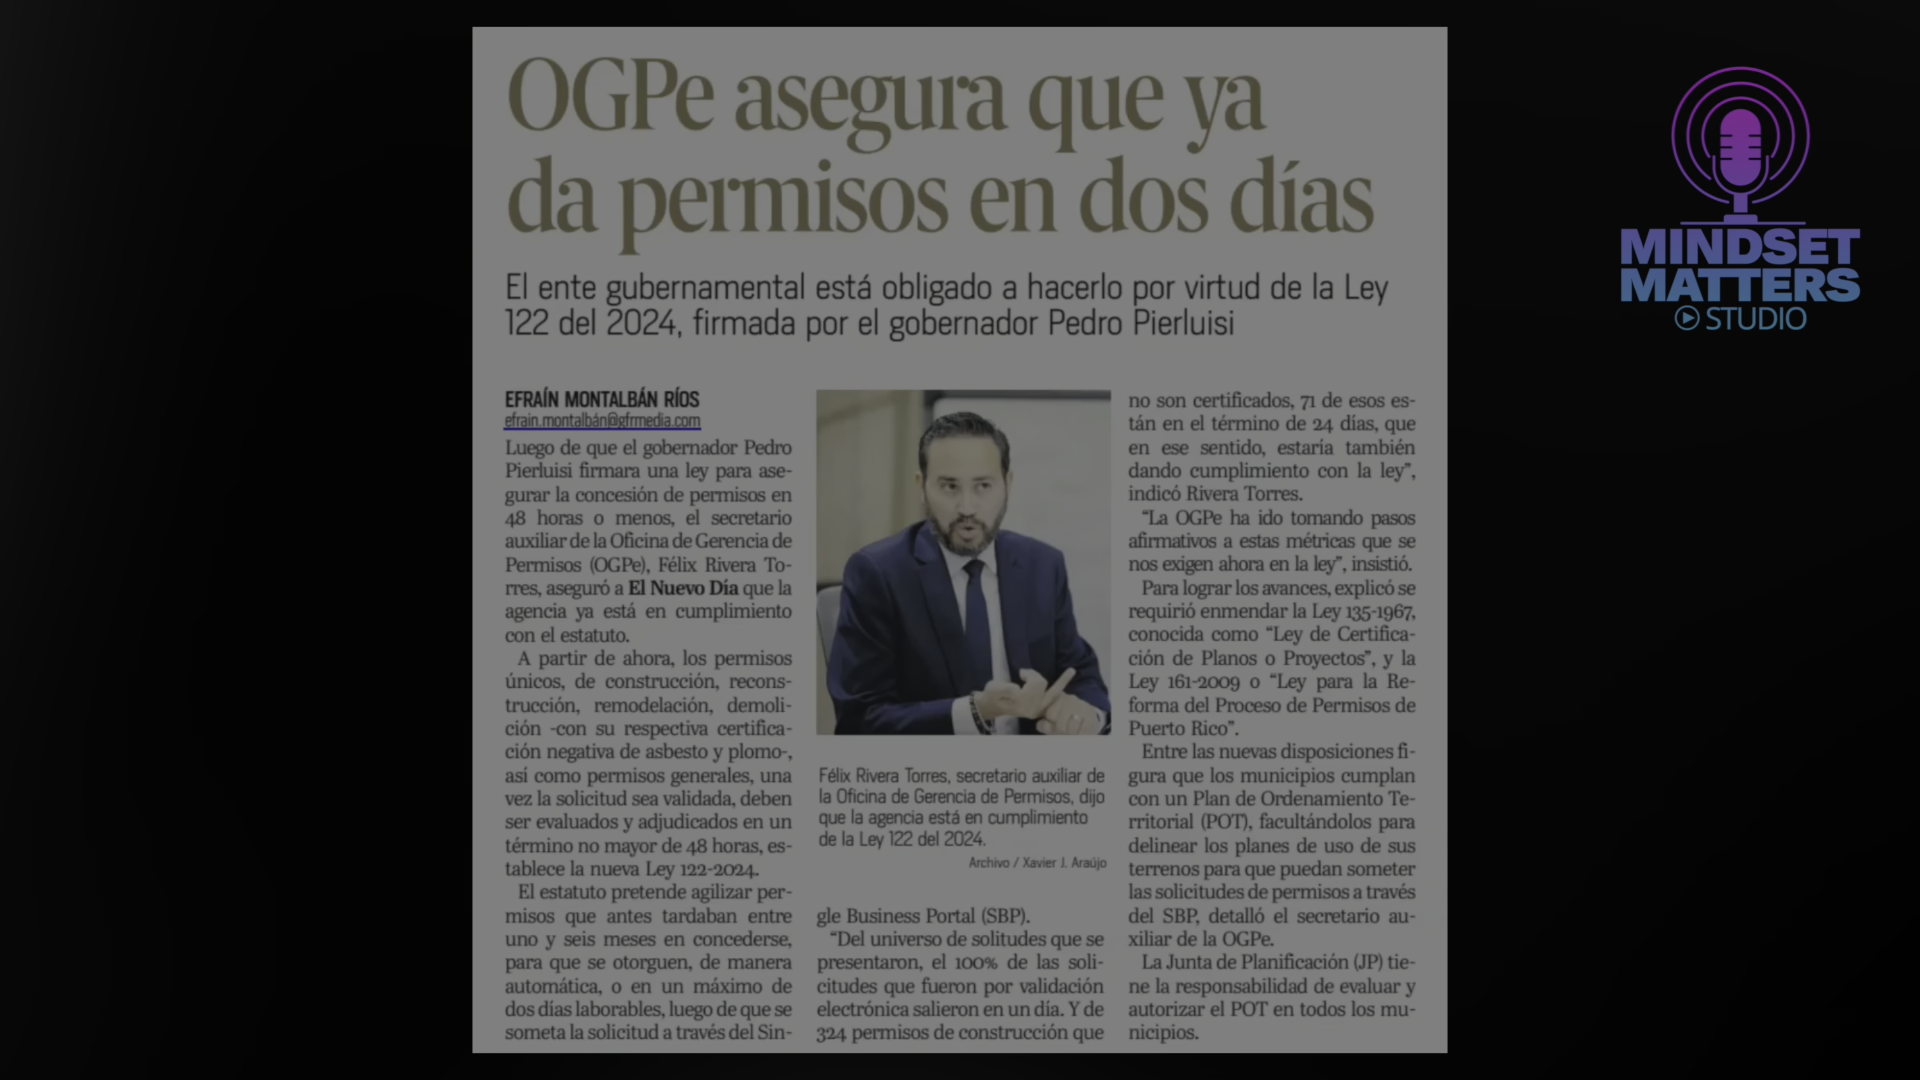 OGPe asegura que ya
da permisos en dos días
El ente gubernamental está obligado a hacerlo por virtud de la Ley
122 del 2024, firmada por el gobernador Pedro Pierluisi
EFRAÍN MONTALBÁN RÍOS
efrain.montalbán@gfrmedia.com
Luego de que el gobernador Pedro
Pierluisi firmara una ley para ase-
gurar la concesión de permisos en
48 horas o menos, el secretario
auxiliar de la Oficina de Gerencia de
Permisos (OGPe), Félix Rivera To-
rres, aseguró a El Nuevo Día que la
agencia ya está en cumplimiento
con el estatuto.
A partir de ahora, los permisos
únicos, de construcción, recons-
trucción, remodelación, demoli-
ción -con su respectiva certifica-
ción negativa de asbesto y plomo-,
así como permisos generales, una
vez la solicitud sea validada, deben
ser evaluados y adjudicados en un
término no mayor de 48 horas, es-
tablece la nueva Ley 122-2024.
El estatuto pretende agilizar per-
misos que antes tardaban entre
uno y seis meses en concederse,
para que se otorguen, de manera
automática, o en un máximo de
dos días laborables, luego de que se
someta la solicitud a través del Sin-
Félix Rivera Torres, secretario auxiliar de
la Oficina de Gerencia de Permisos, dijo
que la agencia está en cumplimiento
de la Ley 122 del 2024.
Archivo / Xavier J. Araújo
gle Business Portal (SBP).
“Del universo de solitudes que se
presentaron, el 100% de las soli-
citudes que fueron por validación
electrónica salieron en un día. Y de
324 permisos de construcción que
no son certificados, 71 de esos es-
tán en el término de 24 días, que
en ese sentido, estaría también
dando cumplimiento con la ley”,
indicó Rivera Torres.
“La OGPe ha ido tomando pasos
afirmativos a estas métricas que se
nos exigen ahora en la ley”, insistió.
Para lograr los avances, explicó se
requirió enmendar la Ley 135-1967,
conocida como “Ley de Certifica-
ción de Planos o Proyectos”, y la
Ley 161-2009 o “Ley para la Re-
forma del Proceso de Permisos de
Puerto Rico”.
Entre las nuevas disposiciones fi-
gura que los municipios cumplan
con un Plan de Ordenamiento Te-
rritorial (POT), facultándolos para
delinear los planes de uso de sus
terrenos para que puedan someter
las solicitudes de permisos a través
del SBP, detalló el secretario au-
xiliar de la OGPe.
La Junta de Planificación (JP) tie-
ne la responsabilidad de evaluar y
autorizar el POT en todos los mu-
nicipios.
MINDSET
MATTERS
STUDIO